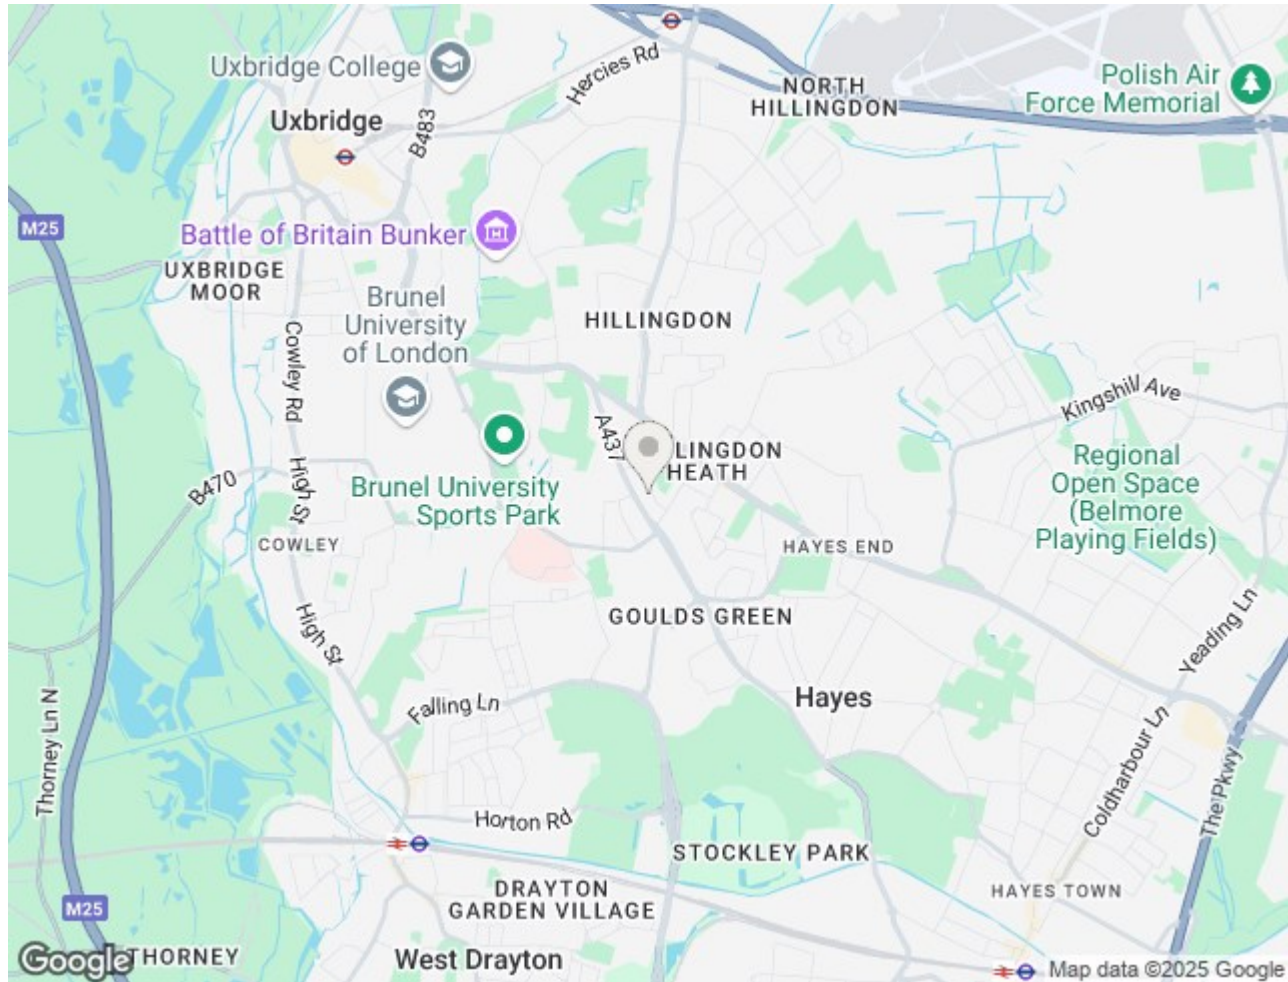 Uxbridge College
Hercies Rd
NORTH
HILLINGDON
Polish Air
Force Memorial
Uxbridge
B483
M25
Battle of Britain Bunker
UXBRIDGE
MOOR
Brunel
University
of London
HILLINGDON
Cowley Rd
Kingshill Ave
A437
LINGDON
HEATH
Regional
Open Space
(Belmore
Playing Fields)
B470
High St
Brunel University
Sports Park
COWLEY
HAYES END
High St
GOULDS GREEN
Yeading Ln
Falling Ln
Hayes
Thorney Ln N
Coldharbour Ln
The Pkwy
Horton Rd
STOCKLEY PARK
DRAYTON
GARDEN VILLAGE
HAYES TOWN
M25
THORNEY
West Drayton
Google
Map data ©2025 Google